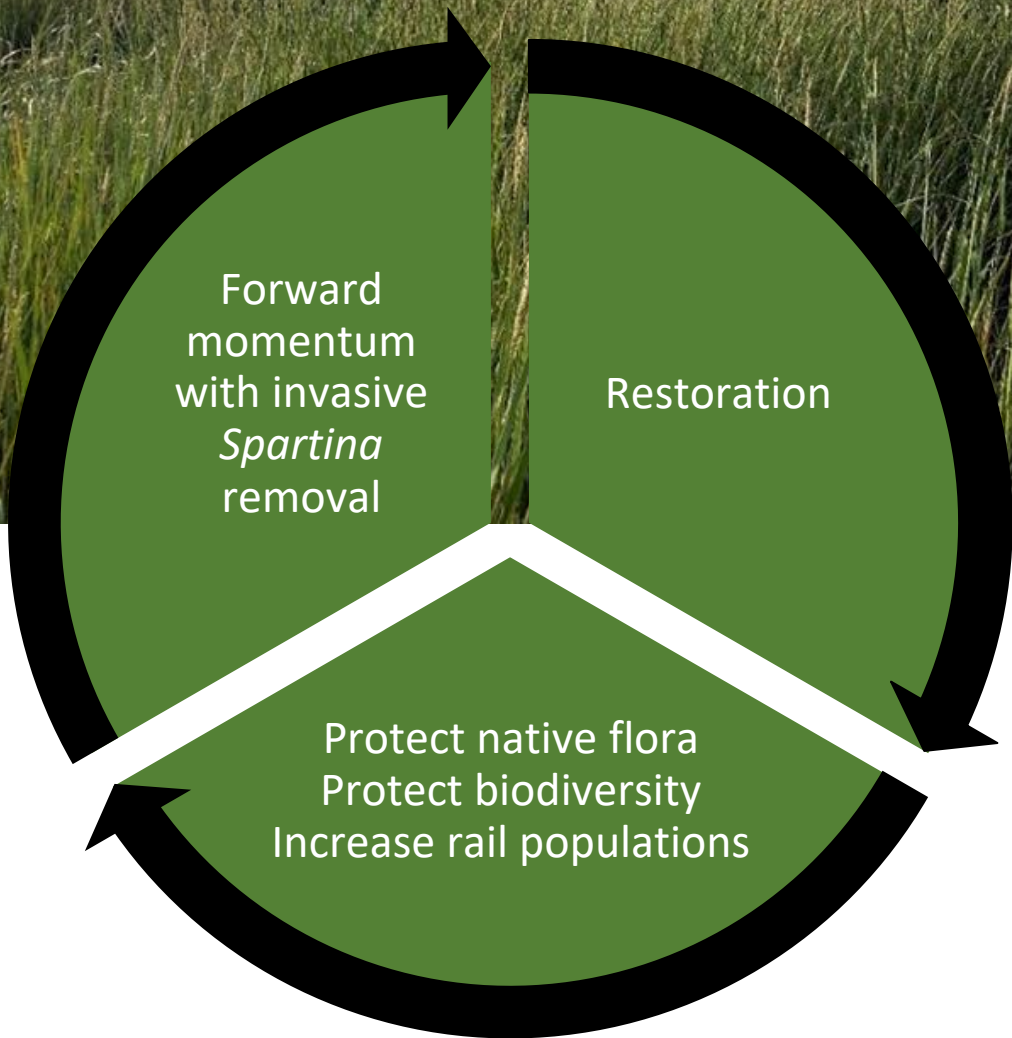 Forward
momentum
with invasive
Spartina
removal
Restoration
Protect native flora
Protect biodiversity
Increase rail populations